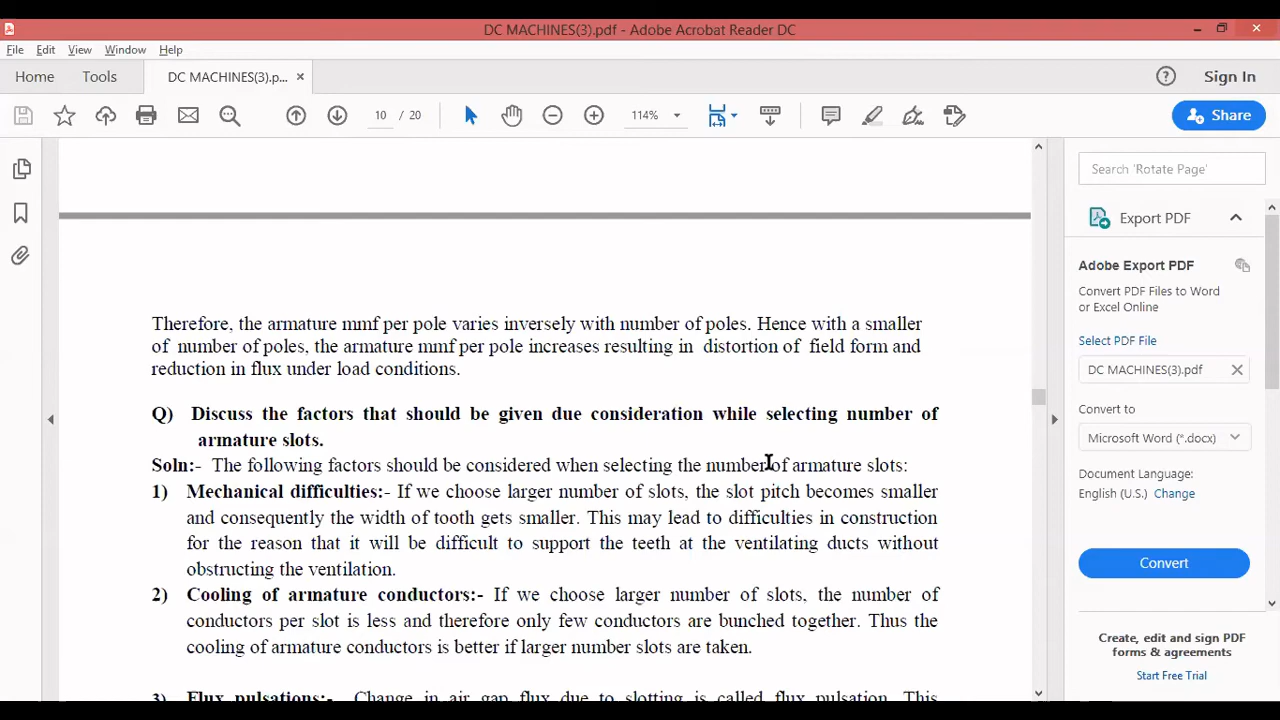 DC MACHINES(3).pdf - Adobe Acrobat Reader DC
File Edit View Window Help
Home Tools DC MACHINES(3).p... × Sign In
10 / 20 114% Share
Search 'Rotate Page'
Export PDF
Adobe Export PDF
Convert PDF Files to Word
or Excel Online
Select PDF File
DC MACHINES(3).pdf
Convert to
Microsoft Word (*.docx)
Document Language:
English (U.S.) Change
Convert
Create, edit and sign PDF
forms & agreements
Start Free Trial
Therefore, the armature mmf per pole varies inversely with number of poles. Hence with a smaller
of number of poles, the armature mmf per pole increases resulting in distortion of field form and
reduction in flux under load conditions.
Q) Discuss the factors that should be given due consideration while selecting number of
armature slots.
Soln:- The following factors should be considered when selecting the number of armature slots:
1) Mechanical difficulties:- If we choose larger number of slots, the slot pitch becomes smaller
and consequently the width of tooth gets smaller. This may lead to difficulties in construction
for the reason that it will be difficult to support the teeth at the ventilating ducts without
obstructing the ventilation.
2) Cooling of armature conductors:- If we choose larger number of slots, the number of
conductors per slot is less and therefore only few conductors are bunched together. Thus the
cooling of armature conductors is better if larger number slots are taken.
3) Flux pulsations:- Change in air gap flux due to slotting is called flux pulsation. This